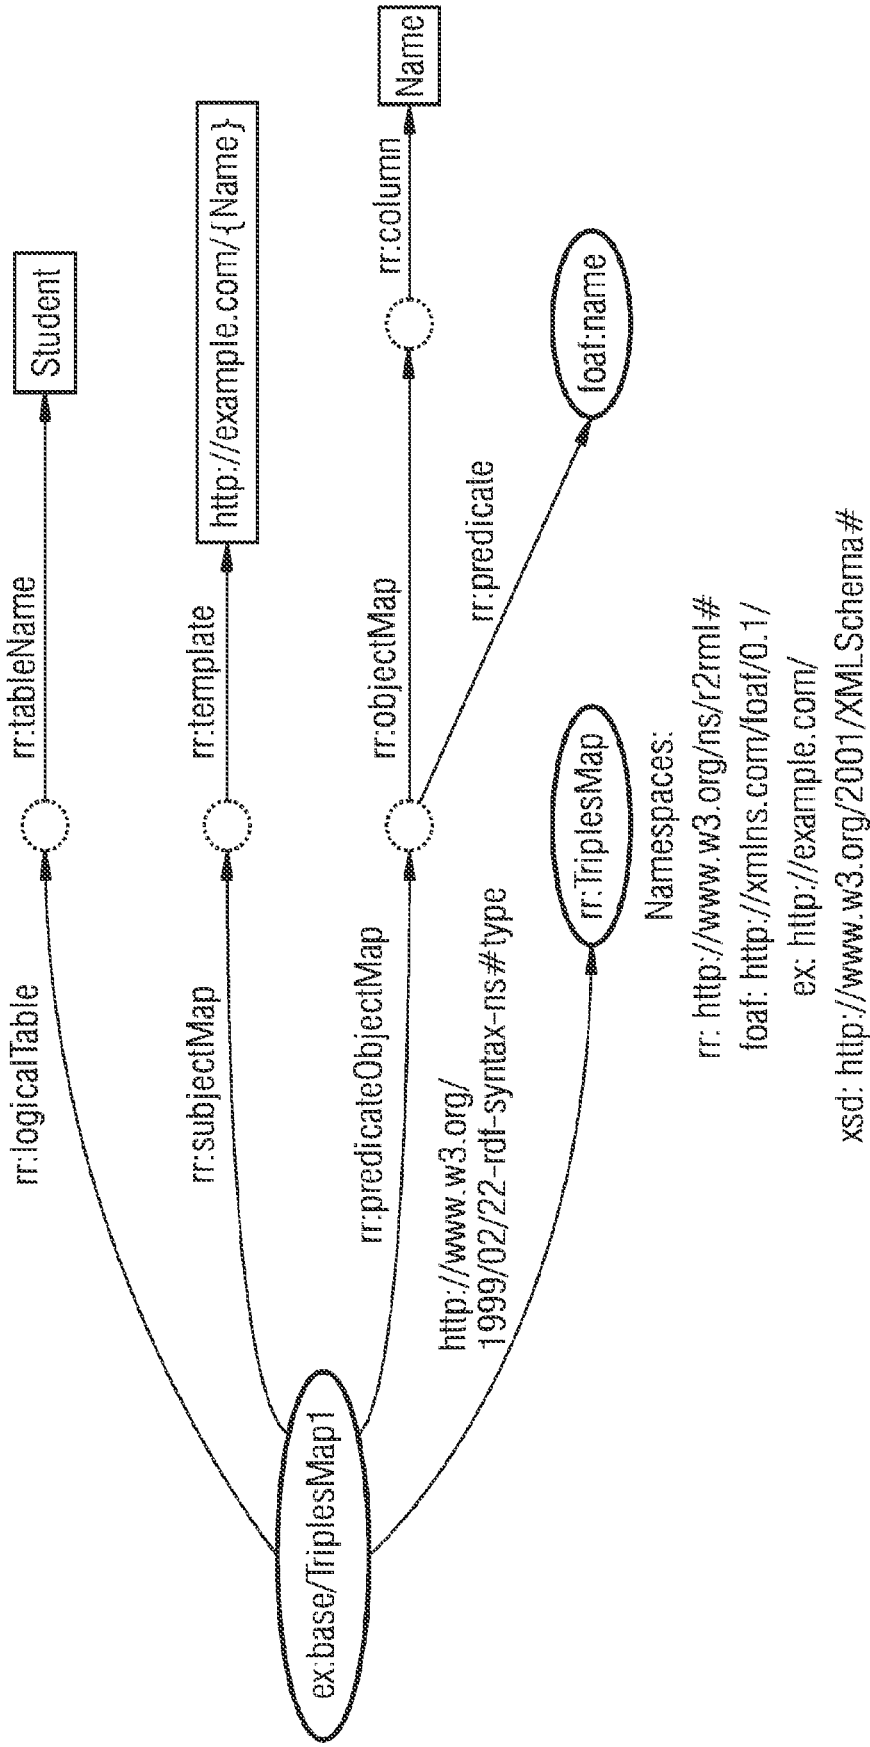 rr:logicalTable
rr:tableName
Student
rr:subjectMap
rr:template
http://example.com/{Name}
ex:base/TriplesMap1
rr:predicateObjectMap
rr:objectMap
rr:column
Name
rr:predicate
foaf:name
http://www.w3.org/
1999/02/22-rdf-syntax-ns#type
rr:TriplesMap
Namespaces:
rr: http://www.w3.org/ns/r2rml#
foaf: http://xmlns.com/foaf/0.1/
ex: http://example.com/
xsd: http://www.w3.org/2001/XMLSchema#